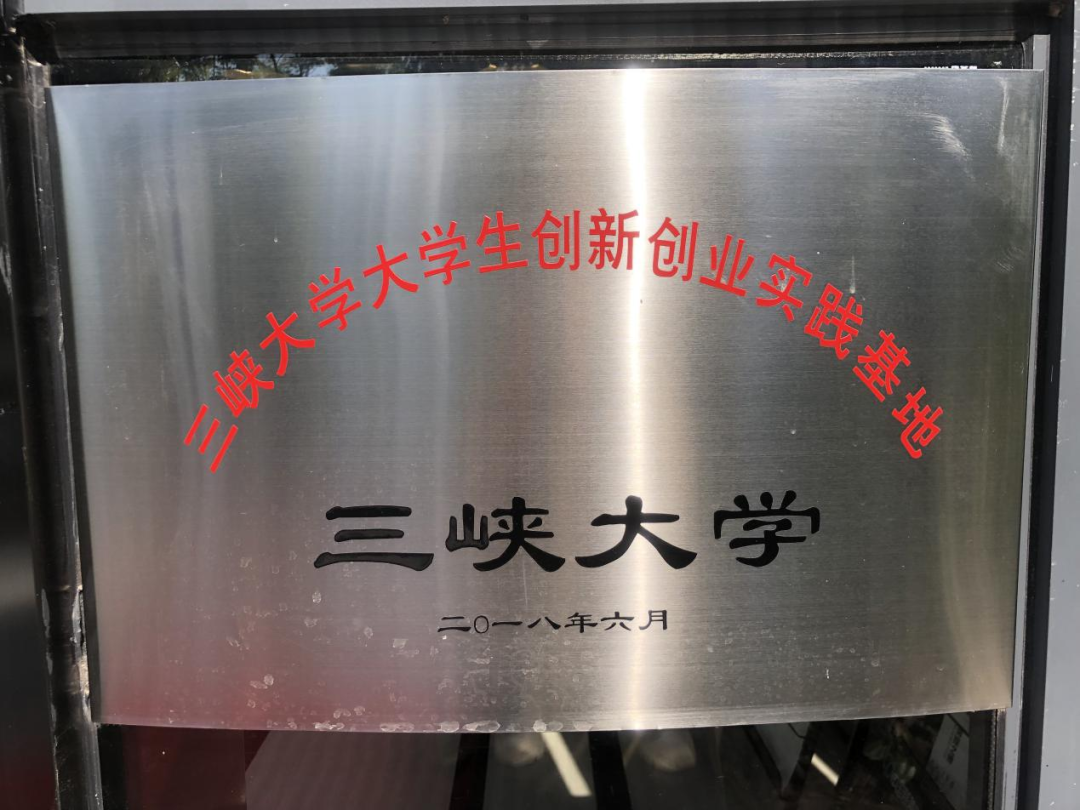 三峡大学大学生创新创业实践基地
三峡大学
二〇一八年六月